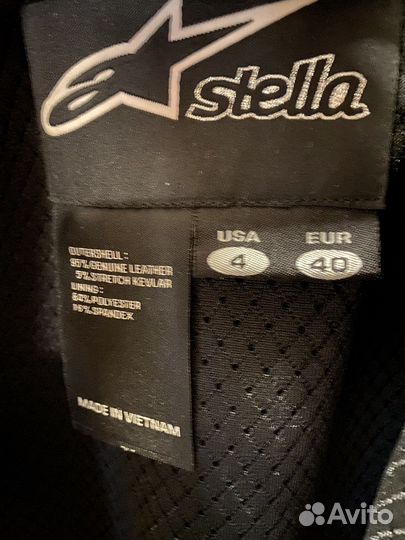 stella
USA EUR
4 40
OUTERSHELL :
95%GENUINE LEATHER
5% STRETCH KEVLAR
LINING :
84%POLYESTER
16%SPANDEX
MADE IN VIETNAM
Avito